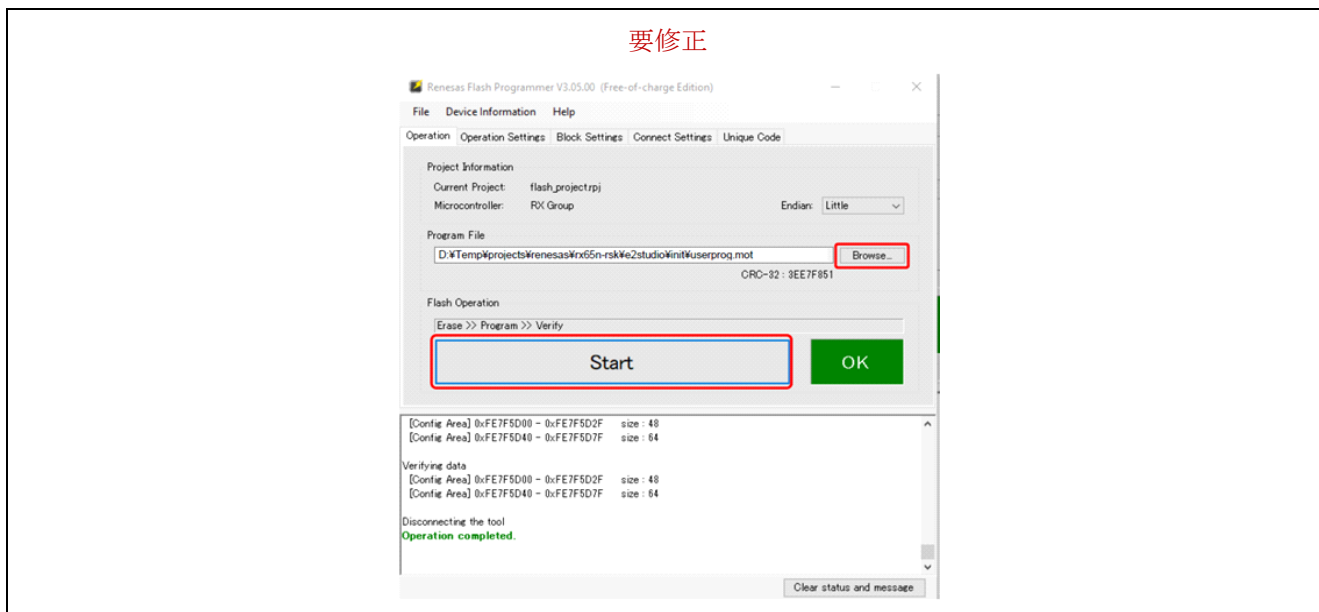 要修正
Renesas Flash Programmer V3.05.00 (Free-of-charge Edition)
File Device Information Help
Operation Operation Settings Block Settings Connect Settings Unique Code
Project Information
Current Project: flash_project.rpj
Microcontroller: RX Group Endian: Little
Program File
D:¥Temp¥projects¥renesas¥rx65n-rsk¥e2studio¥init¥userprog.mot Browse...
CRC-32 : 3EE7F851
Flash Operation
Erase >> Program >> Verify
Start OK
[Config Area] 0xFE7F5D00 - 0xFE7F5D2F size : 48
[Config Area] 0xFE7F5D40 - 0xFE7F5D7F size : 64
Verifying data
[Config Area] 0xFE7F5D00 - 0xFE7F5D2F size : 48
[Config Area] 0xFE7F5D40 - 0xFE7F5D7F size : 64
Disconnecting the tool
Operation completed.
Clear status and message